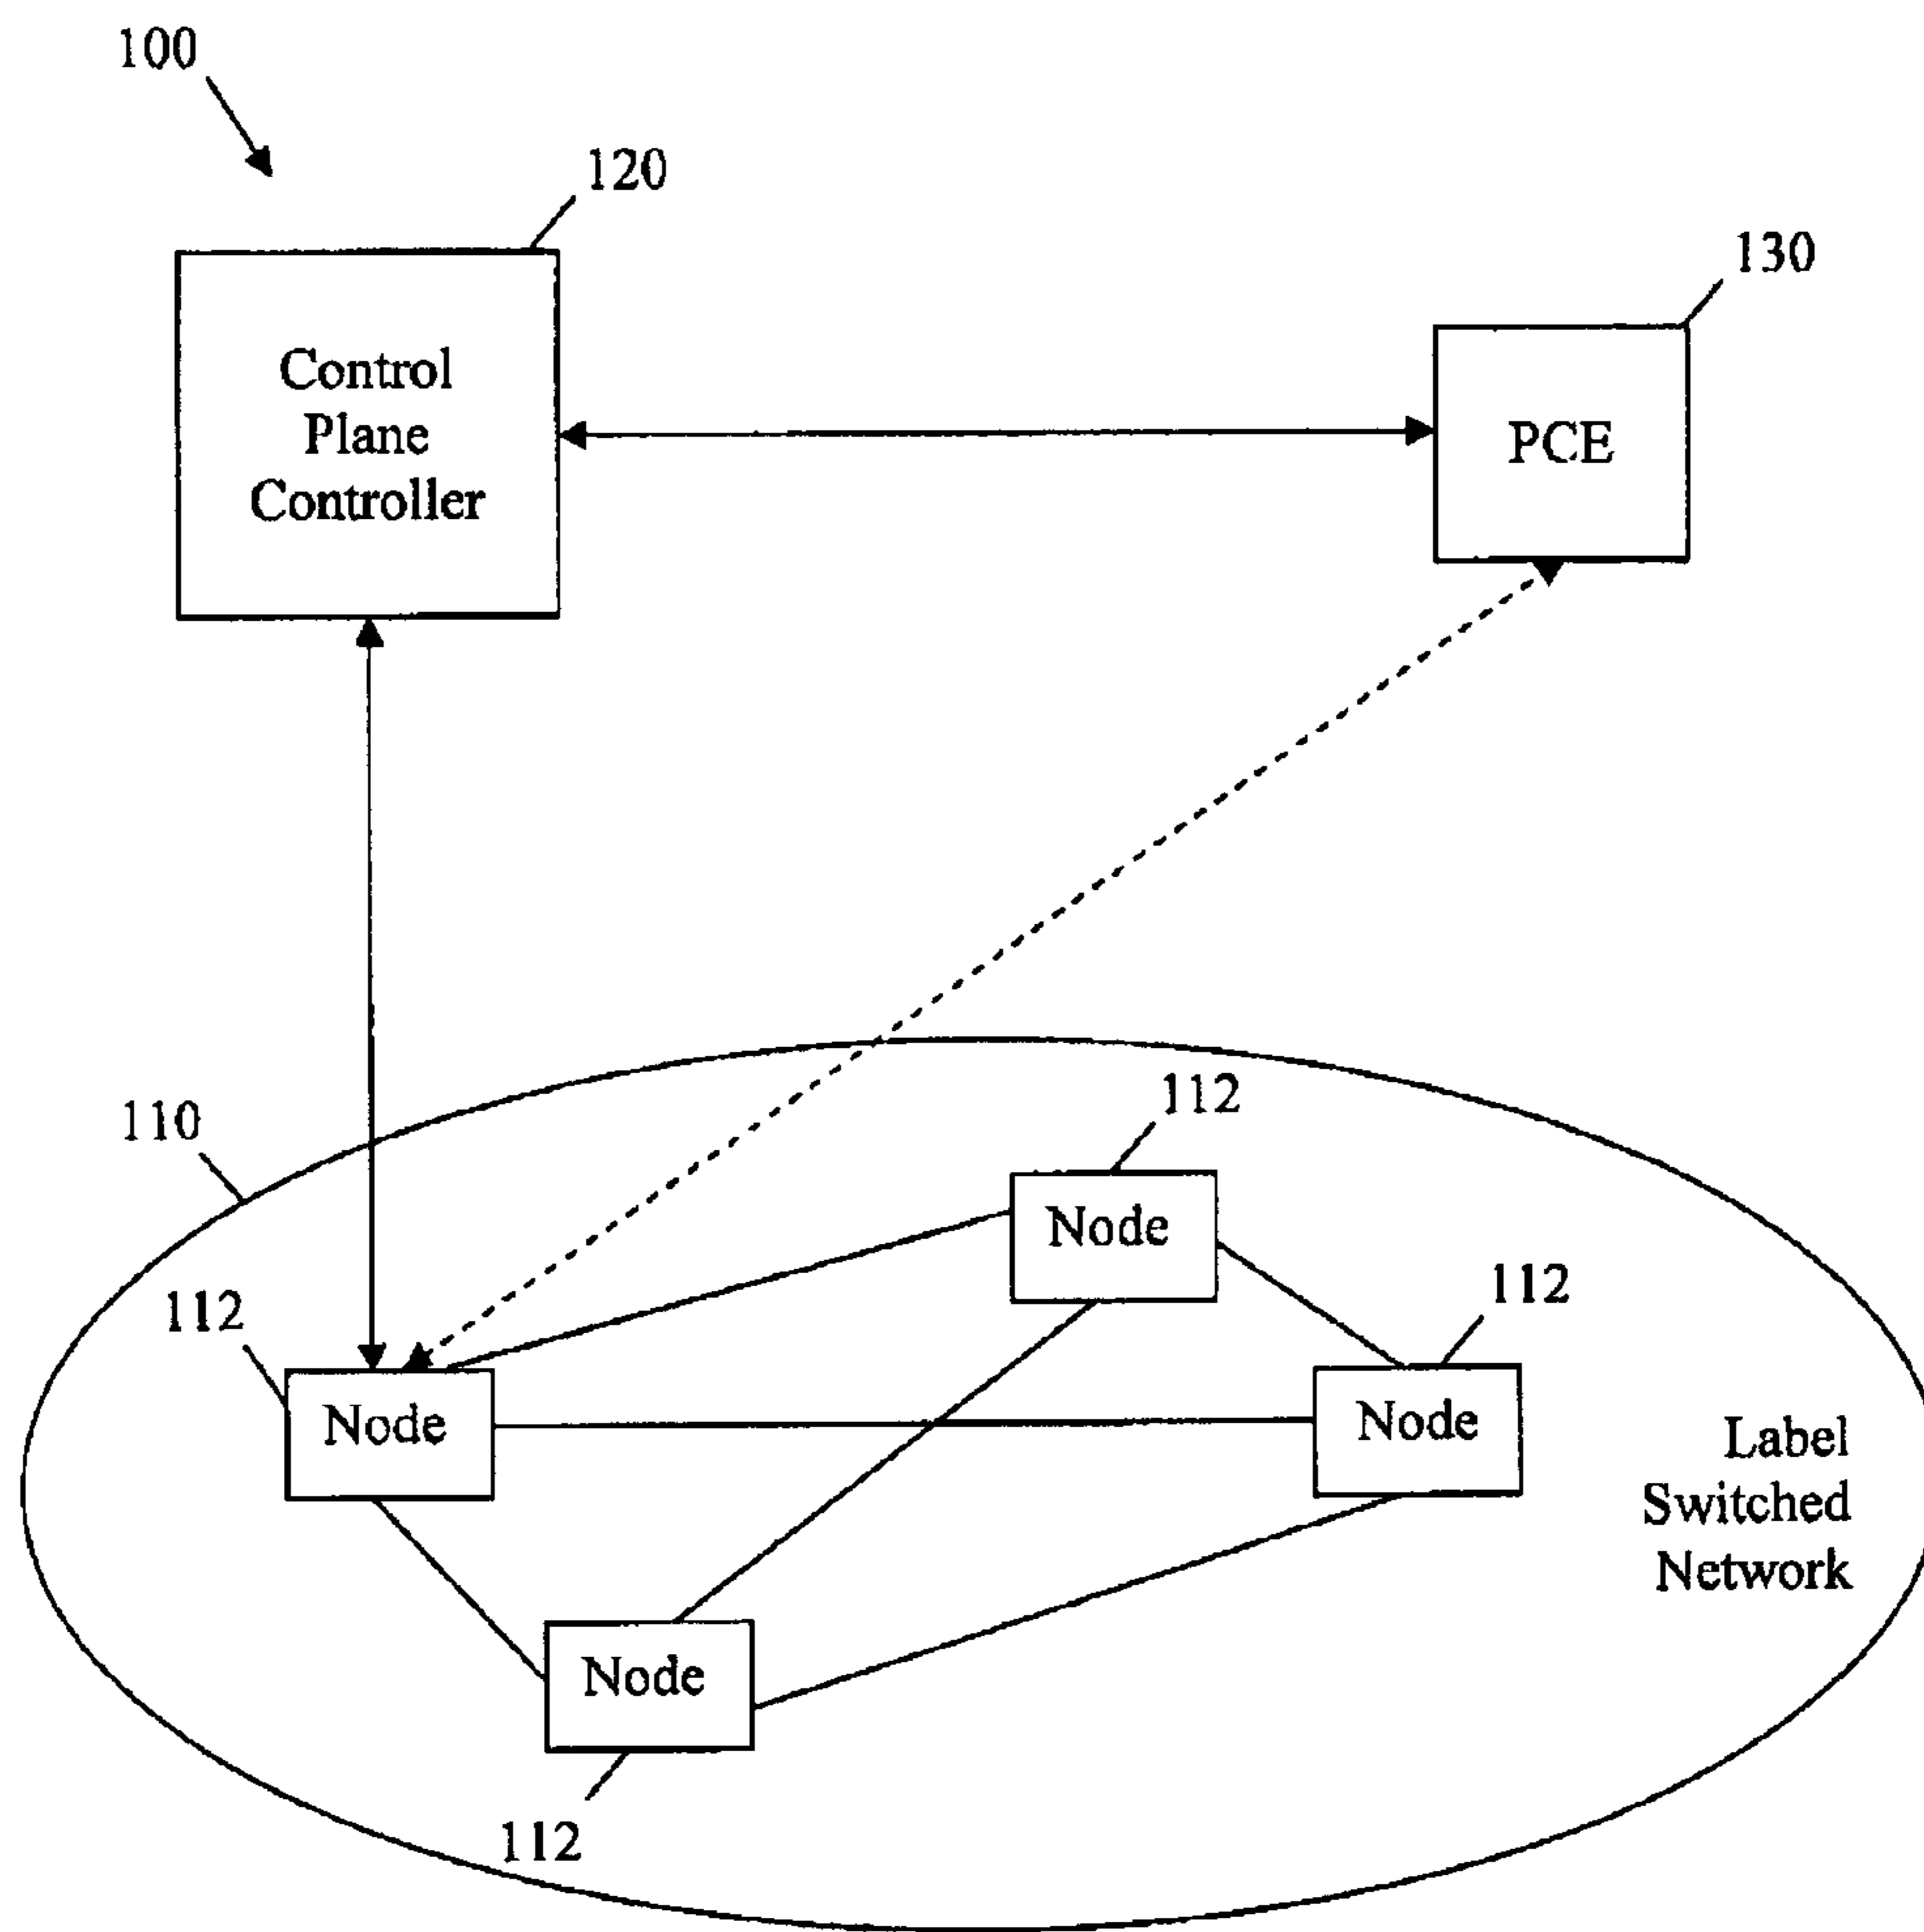 100
120
130
Control
Plane
Controller
PCE
110
112
Node
112
112
Node
Node
Label
Switched
Network
Node
112